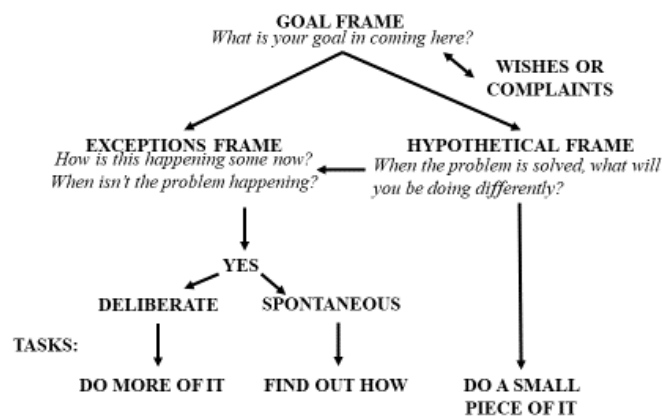 GOAL FRAME
What is your goal in coming here?
WISHES OR
COMPLAINTS
EXCEPTIONS FRAME
How is this happening some now?
When isn't the problem happening?
HYPOTHETICAL FRAME
When the problem is solved, what will
you be doing differently?
YES
DELIBERATE
SPONTANEOUS
TASKS:
DO MORE OF IT
FIND OUT HOW
DO A SMALL
PIECE OF IT